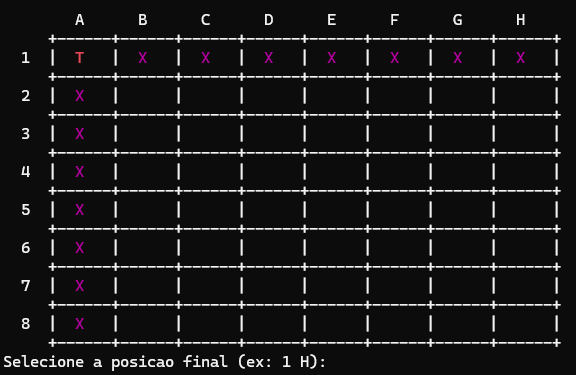 A B C D E F G H
1 | T | X | X | X | X | X | X | X |
2 | X | | | | | | | |
3 | X | | | | | | | |
4 | X | | | | | | | |
5 | X | | | | | | | |
6 | X | | | | | | | |
7 | X | | | | | | | |
8 | X | | | | | | | |
Selecione a posicao final (ex: 1 H):